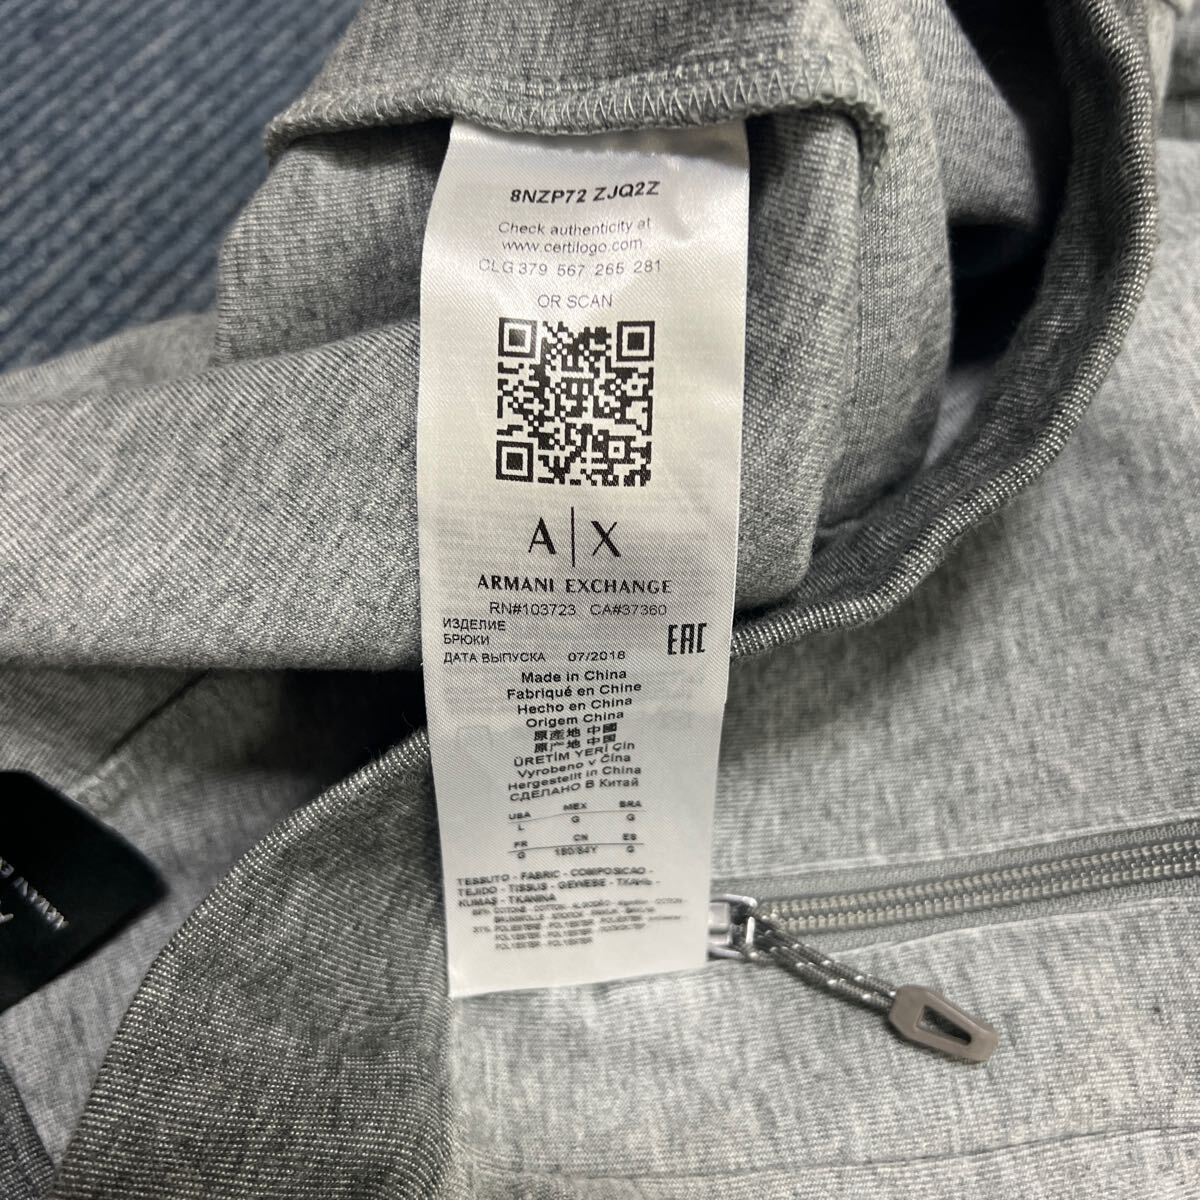 8NZP72 ZJQ2Z
Check authenticity at
www.certilogo.com
CLG 379 567 265 281
OR SCAN
A|X
ARMANI EXCHANGE
RN#103723 CA#37360
ИЗДЕЛИЕ
БРЮКИ
ДАТА ВЫПУСКА 07/2018
EAC
Made in China
Fabriqué en Chine
Hecho en China
Origem China
原産地 中國
原产地 中国
ÜRETİM YERİ Çin
Vyrobeno v Čína
Hergestellt in China
СДЕЛАНО В Китай
USA MEX BRA
L G G
FR CN ES
G 180/84Y G
TESSUTO - FABRIC - COMPOSICAO -
TEJIDO - TISSUS - GEWEBE - ТКАНЬ -
KUMAS - TKANINA